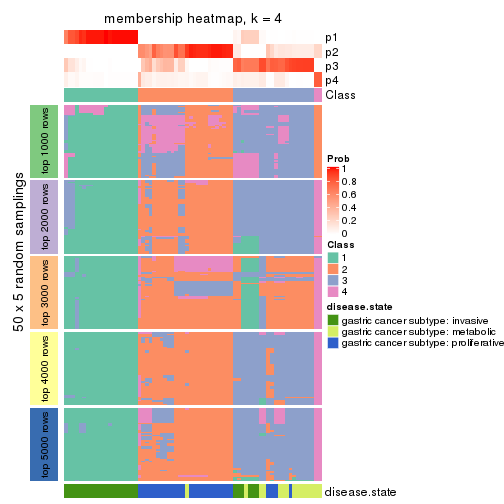 membership heatmap, k = 4
p1
p2
p3
p4
Class
50 x 5 random samplings
top 1000 rows
top 2000 rows
top 3000 rows
top 4000 rows
top 5000 rows
Prob
1
0.8
0.6
0.4
0.2
0
Class
1
2
3
4
disease.state
gastric cancer subtype: invasive
gastric cancer subtype: metabolic
gastric cancer subtype: proliferative
disease.state